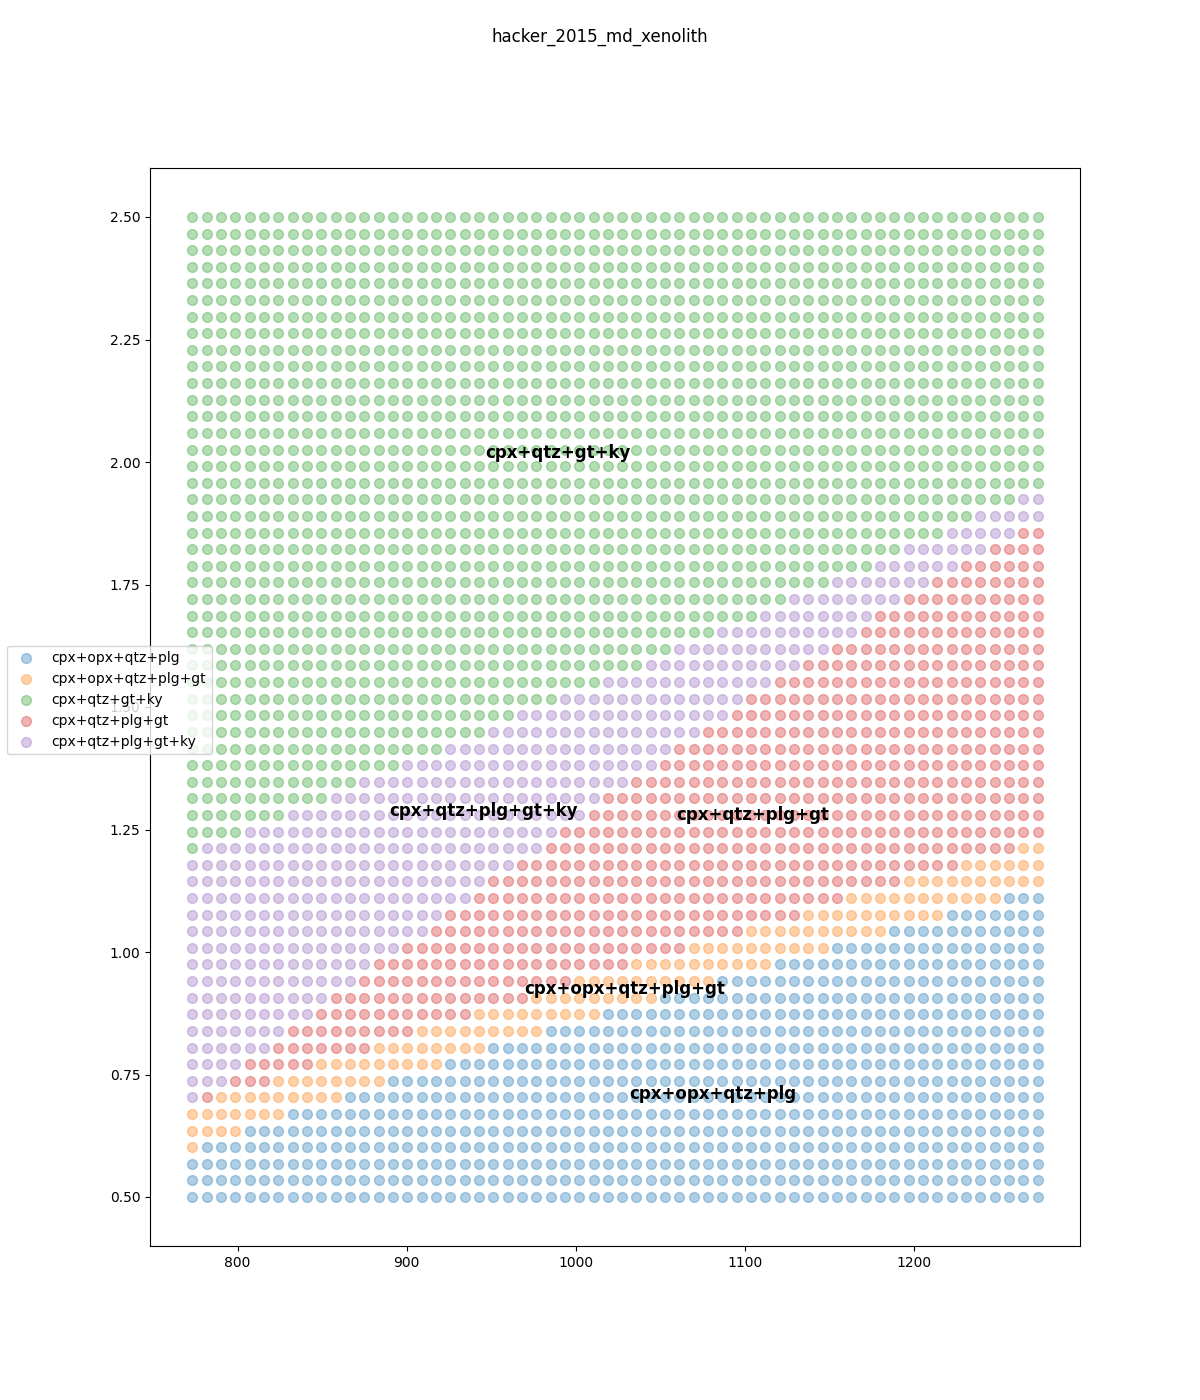 hacker_2015_md_xenolith
2.50
2.25
2.00
cpx+qtz+gt+ky
1.75
cpx+opx+qtz+plg
cpx+opx+qtz+plg+gt
cpx+qtz+gt+ky
1.50
cpx+qtz+plg+gt
cpx+qtz+plg+gt+ky
cpx+qtz+plg+gt+ky
cpx+qtz+plg+gt
1.25
1.00
cpx+opx+qtz+plg+gt
cpx+opx+qtz+plg
0.75
0.50
800 900 1000 1100 1200